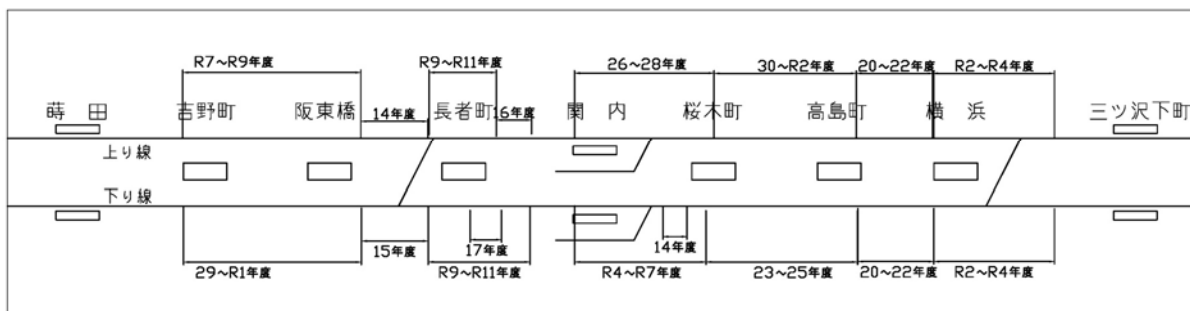 R7～R9年度
R9～R11年度
26～28年度
30～R2年度
20～22年度
R2～R4年度
蒔 田
吉野町
阪東橋
14年度
長者町
16年度
関 内
桜木町
高島町
横 浜
三ツ沢下町
上り線
下り線
15年度
17年度
14年度
29～R1年度
R9～R11年度
R4～R7年度
23～25年度
20～22年度
R2～R4年度